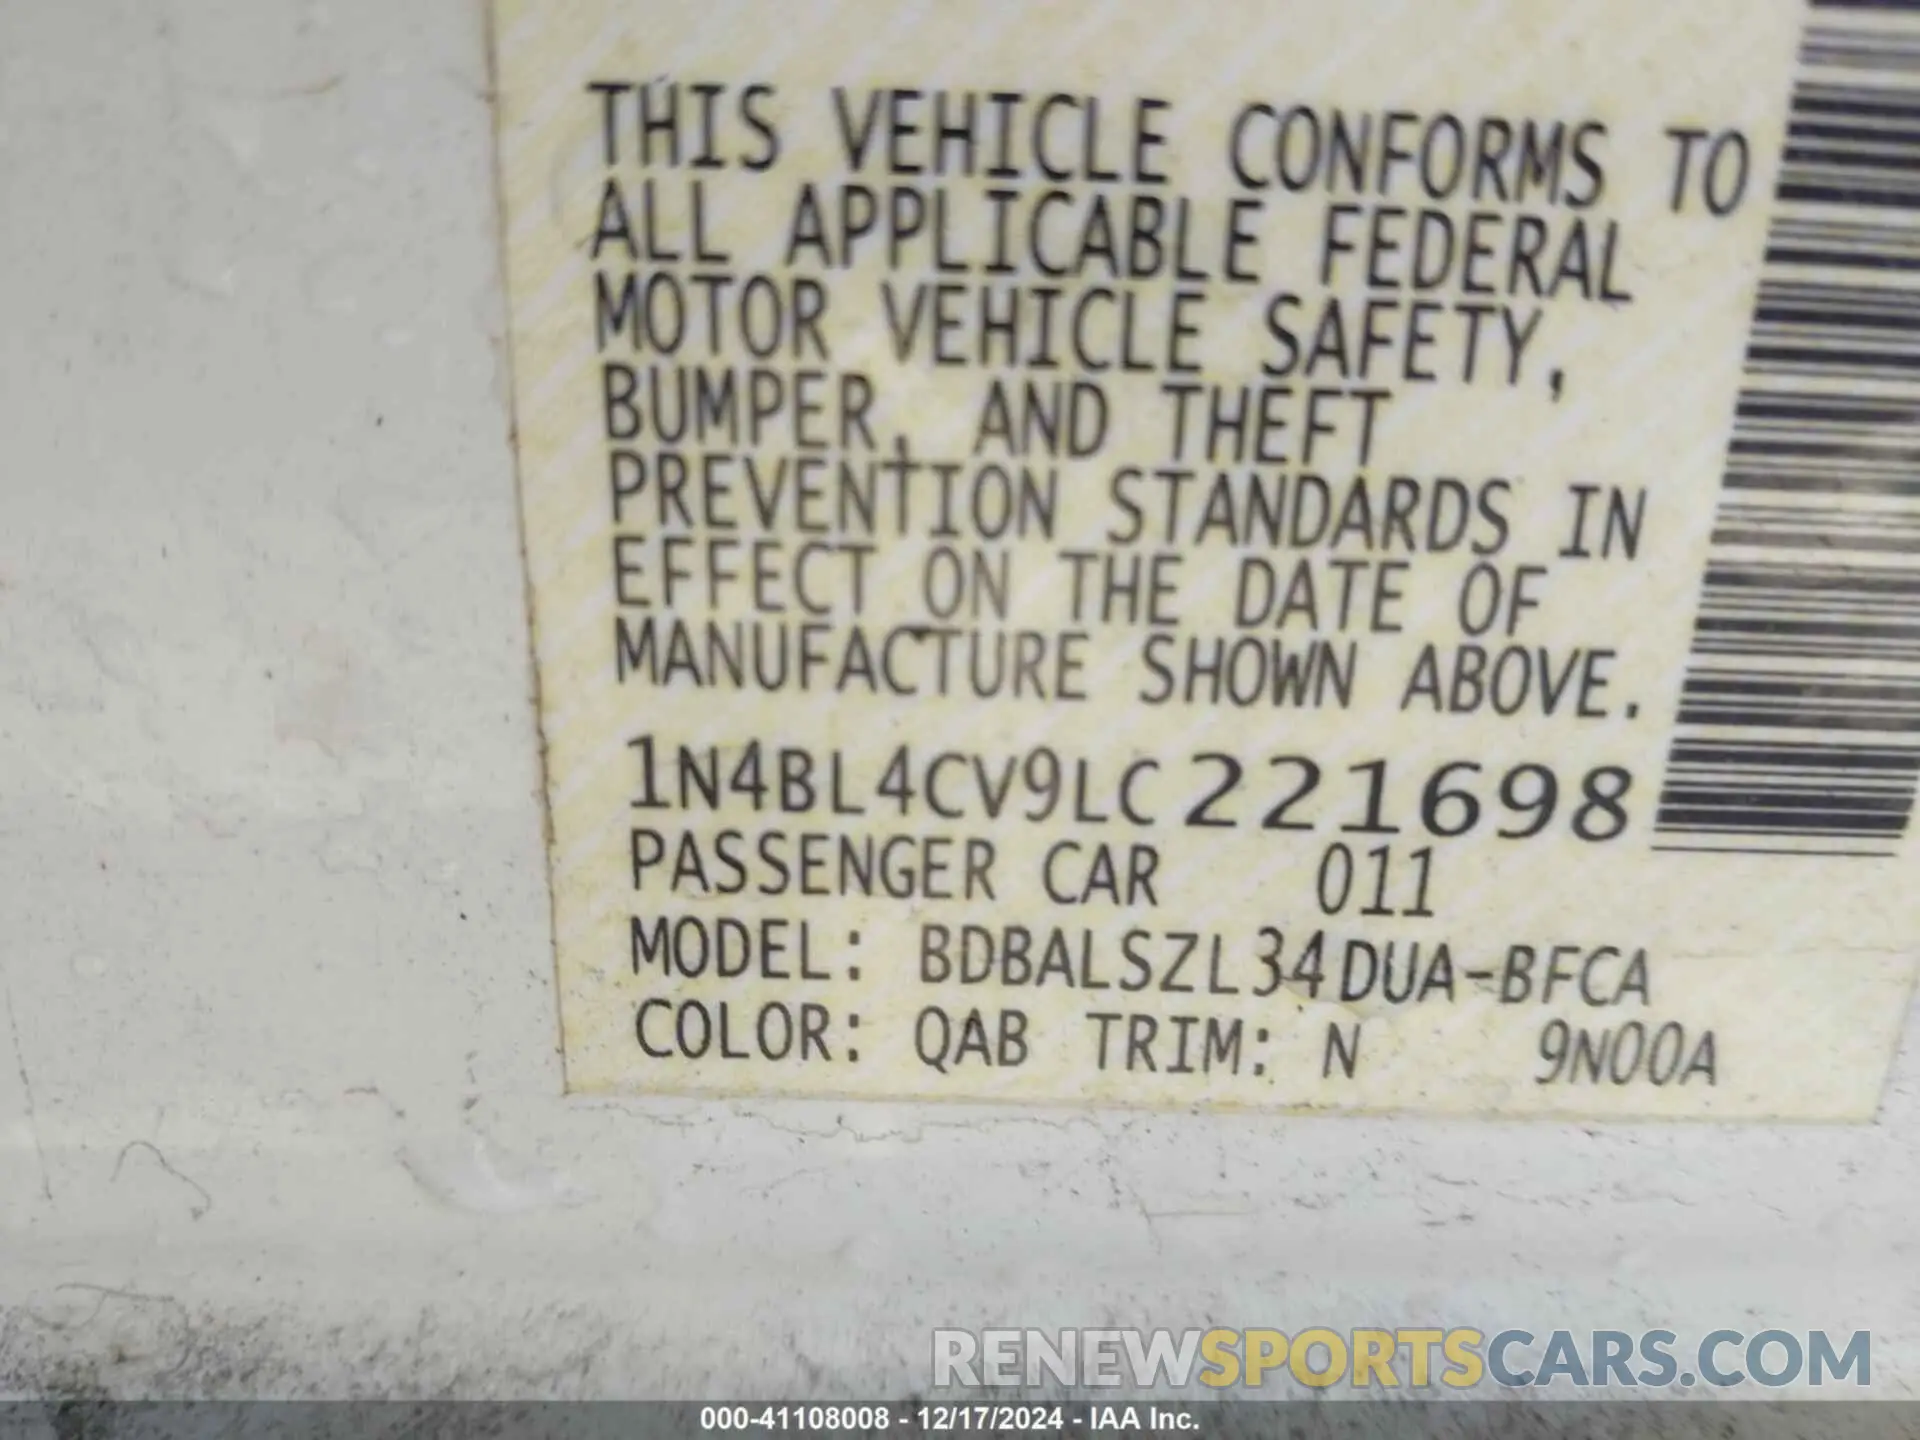 THIS VEHICLE CONFORMS TO
ALL APPLICABLE FEDERAL
MOTOR VEHICLE SAFETY,
BUMPER, AND THEFT
PREVENTION STANDARDS IN
EFFECT ON THE DATE OF
MANUFACTURE SHOWN ABOVE.
1N4BL4CV9LC221698
PASSENGER CAR 011
MODEL: BDBALSZL34DUA-BFCA
COLOR: QAB TRIM: N 9N00A
RENEWSPORTSCARS.COM
000-41108008 - 12/17/2024 - IAA Inc.